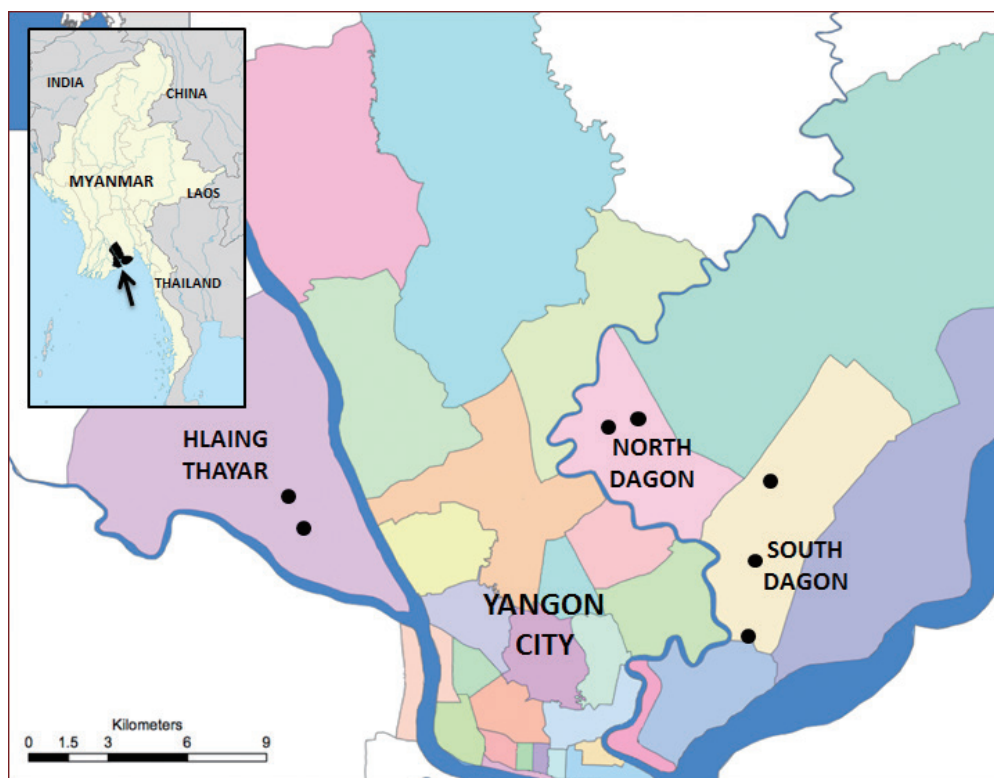 INDIA
CHINA
MYANMAR
LAOS
THAILAND
HLAING
THAYAR
NORTH
DAGON
SOUTH
DAGON
YANGON
CITY
Kilometers
0 1.5 3 6 9